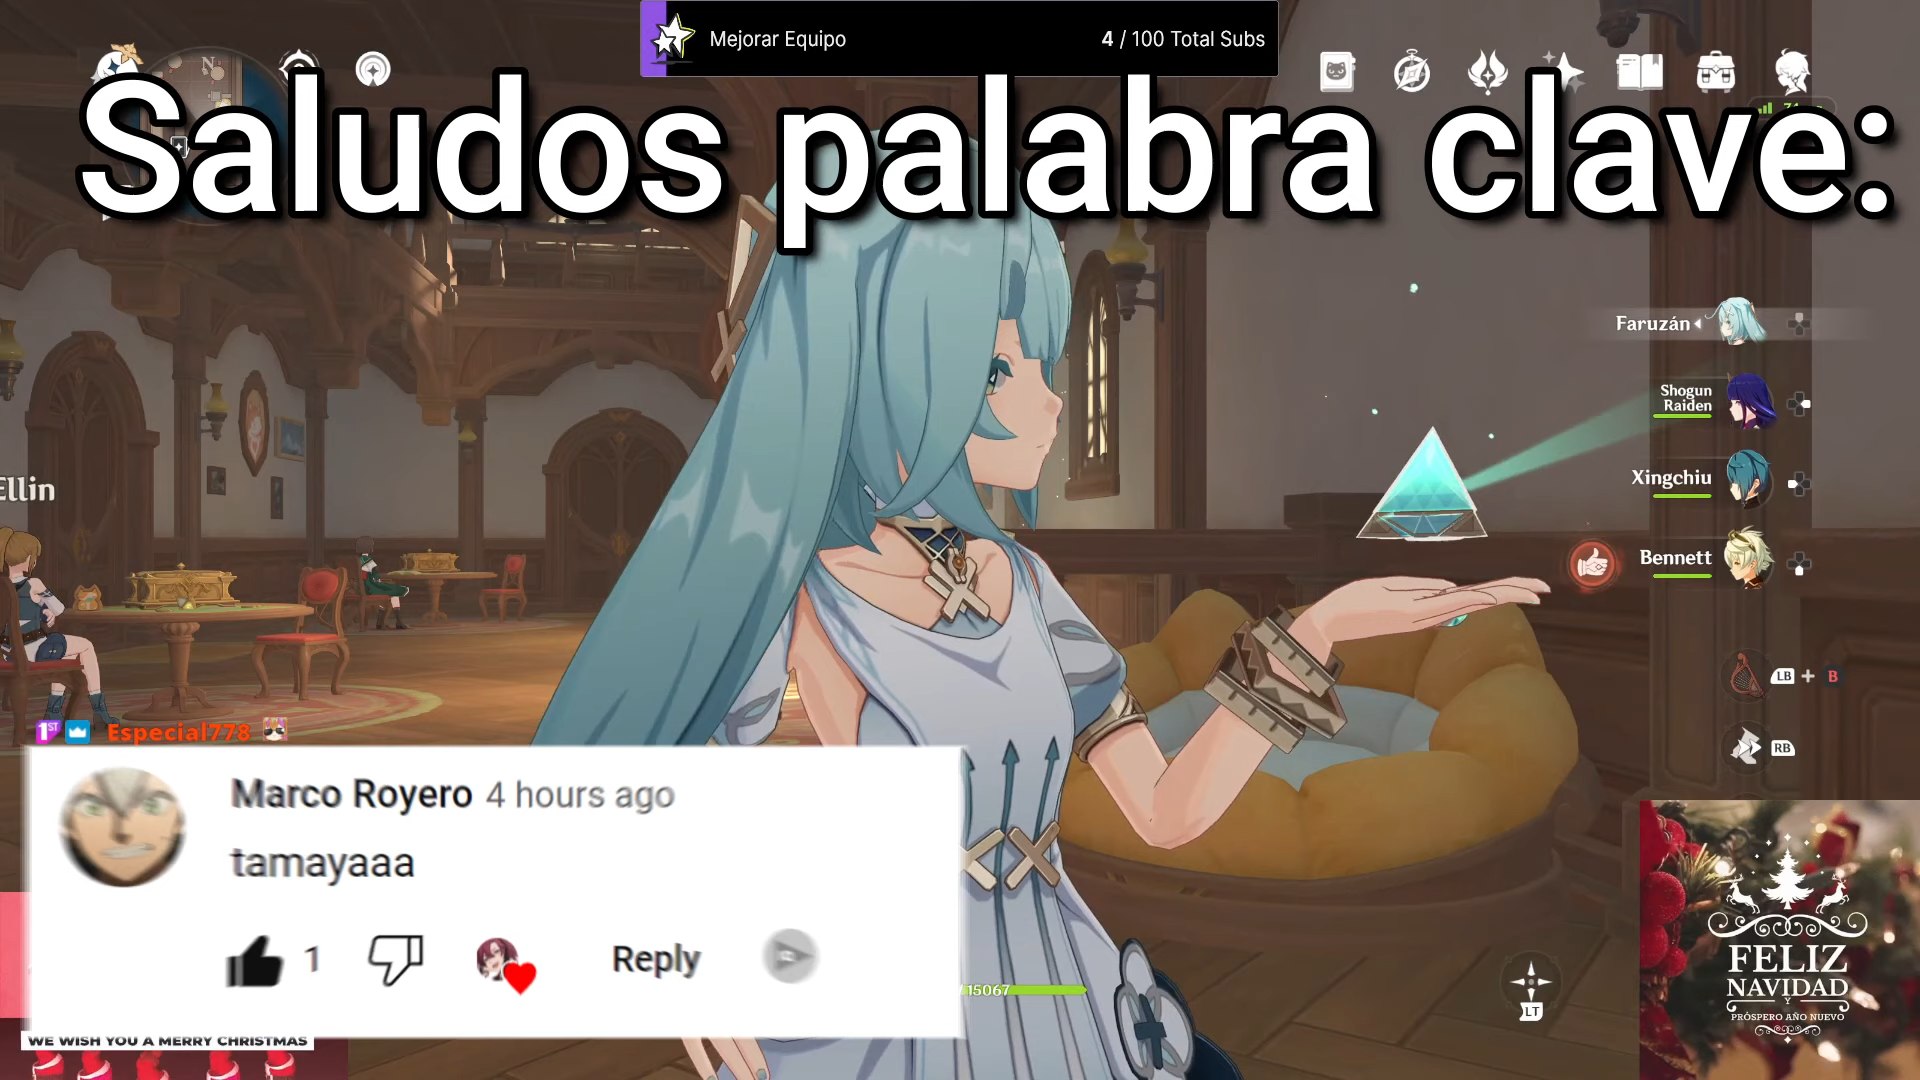 Mejorar Equipo
4 / 100 Total Subs
N
Saludos palabra clave:
Faruzán
Shogun
Raiden
Xingchiu
Ellin
Bennett
LB + B
RB
1ST
Especial778
Marco Royero 4 hours ago
tamayaaa
1
Reply
15067
LT
FELIZ
NAVIDAD
Y
PRÓSPERO AÑO NUEVO
WE WISH YOU A MERRY CHRISTMAS